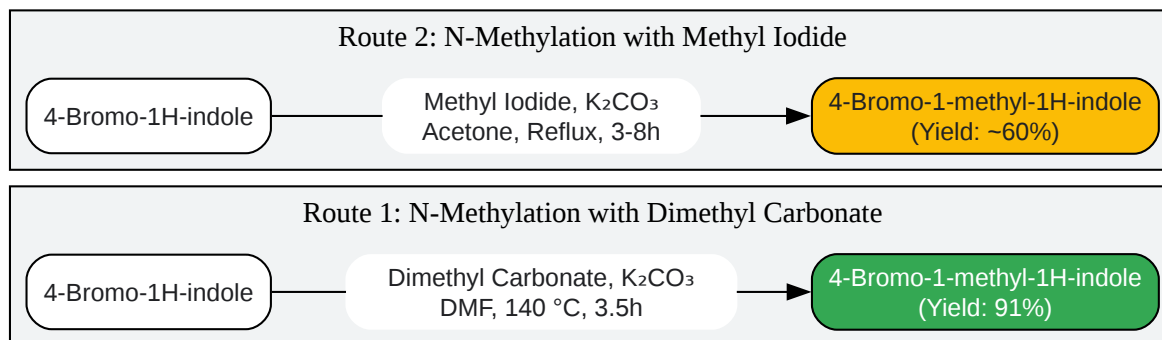 Route 2: N-Methylation with Methyl Iodide
4-Bromo-1H-indole
Methyl Iodide, K₂CO₃
Acetone, Reflux, 3-8h
4-Bromo-1-methyl-1H-indole
(Yield: ~60%)
Route 1: N-Methylation with Dimethyl Carbonate
4-Bromo-1H-indole
Dimethyl Carbonate, K₂CO₃
DMF, 140 °C, 3.5h
4-Bromo-1-methyl-1H-indole
(Yield: 91%)